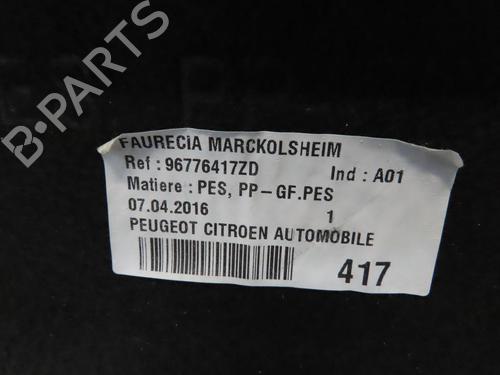 FAURECIA MARCKOLSHEIM
Ref : 96776417ZD Ind : A01
Matiere : PES, PP-GF.PES
07.04.2016 1
PEUGEOT CITROEN AUTOMOBILE
417
B-PARTS